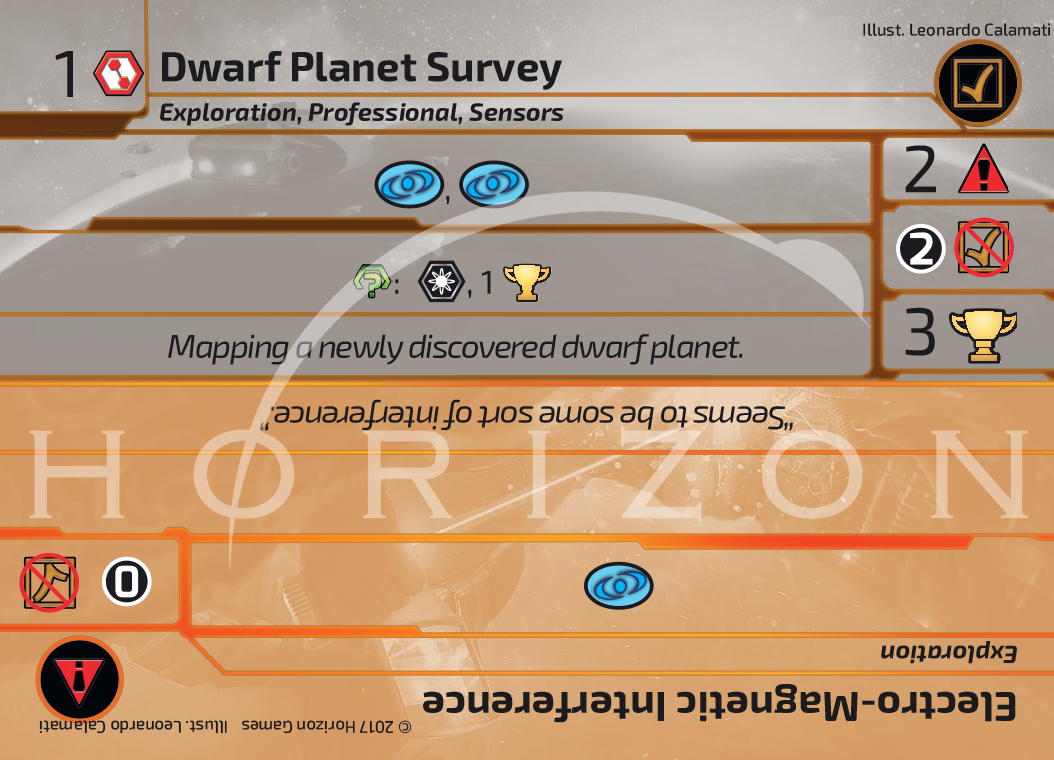 Illust. Leonardo Calamati
1 Dwarf Planet Survey
Exploration, Professional, Sensors
, 
2
2
: , 1
3
Mapping a newly discovered dwarf planet.
"Seems to be some sort of interference."
HORIZON
0
Exploration
Electro-Magnetic Interference
© 2017 Horizon Games Illust. Leonardo Calamati